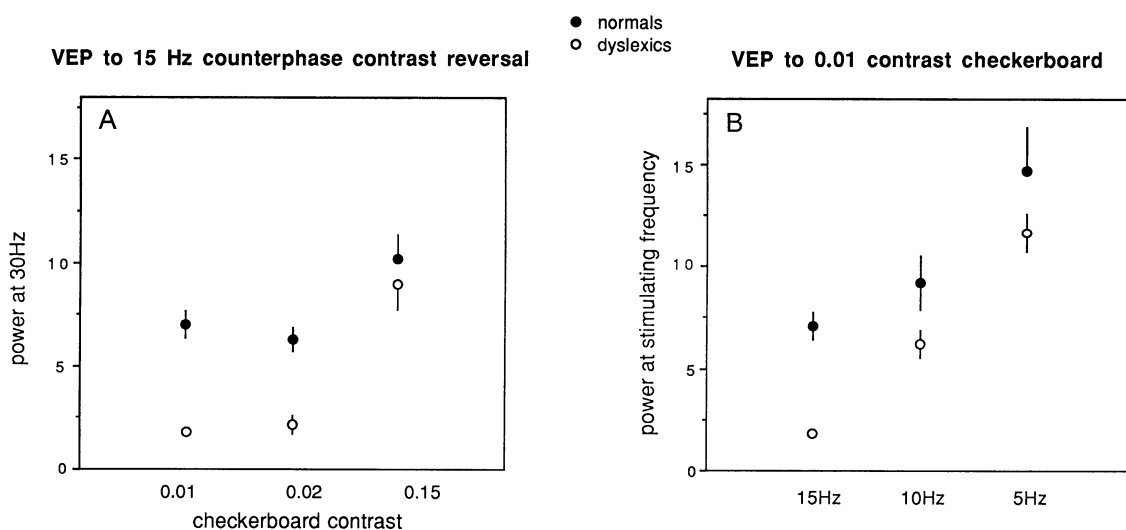 normals
dyslexics
VEP to 15 Hz counterphase contrast reversal
A
15
10
5
0
power at 30Hz
0.01 0.02 0.15
checkerboard contrast
VEP to 0.01 contrast checkerboard
B
15
10
5
0
power at stimulating frequency
15Hz 10Hz 5Hz